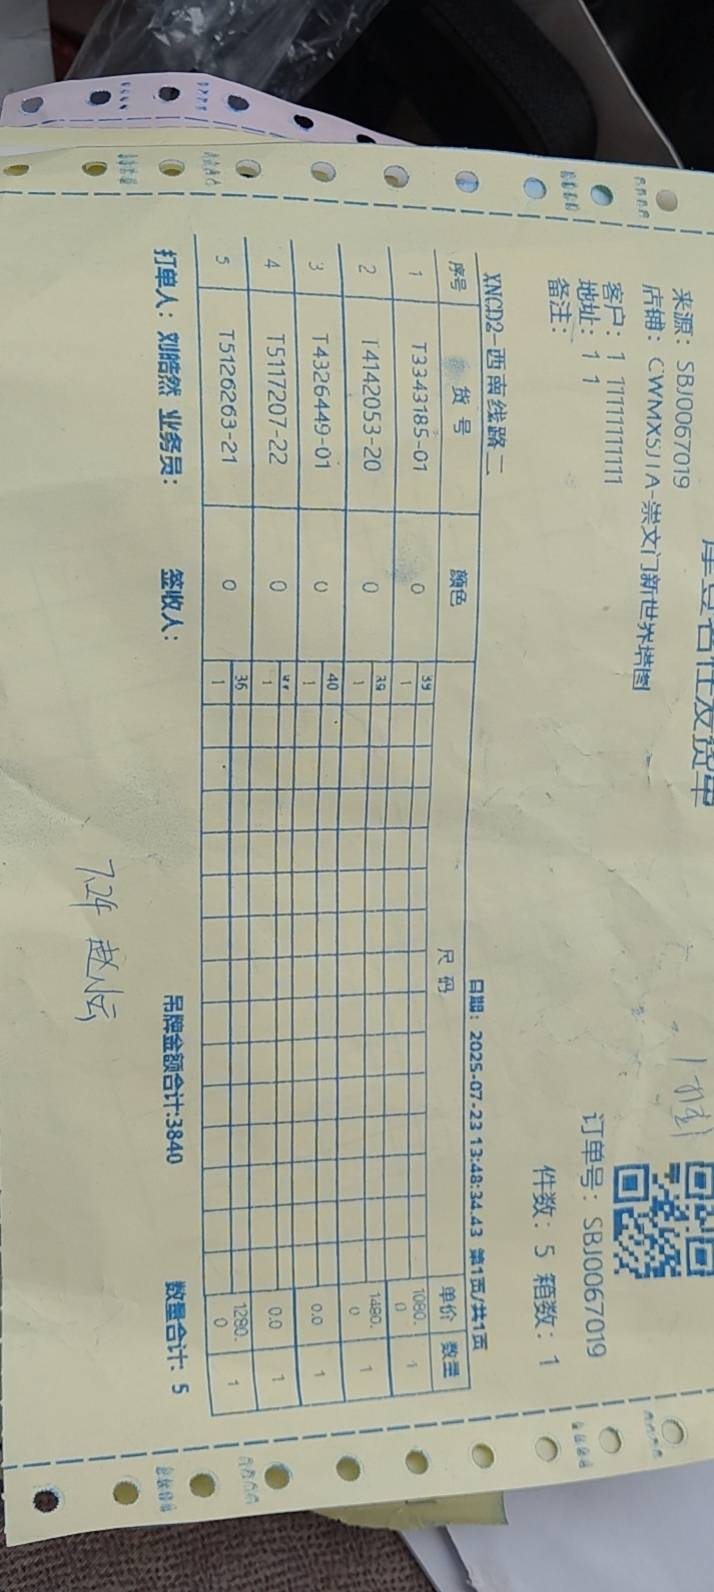 发货单
来源：SBJ0067019
店铺：CWMXSJTA-崇文门新世界塔图
订单号：SBJ0067019
客户：1 11111111111
地址：1 1
件数：5 箱数：1
备注：
XNCD2-西南线路二
日期：2025-07-23 13:48:34.43 第1页/共1页
序号 货号 颜色 尺码 单价 数量
1 T3343185-01 0 39 1 1080.0 1
2 T4142053-20 0 39 1 1480.0 1
3 T4326449-01 0 40 1 0.0 1
4 T5117207-22 0 1 0.0 1
5 T5126263-21 0 36 1 1280.0 1
打单人：刘皓然 业务员： 签收人： 吊牌金额合计:3840 数量合计：5
7.24